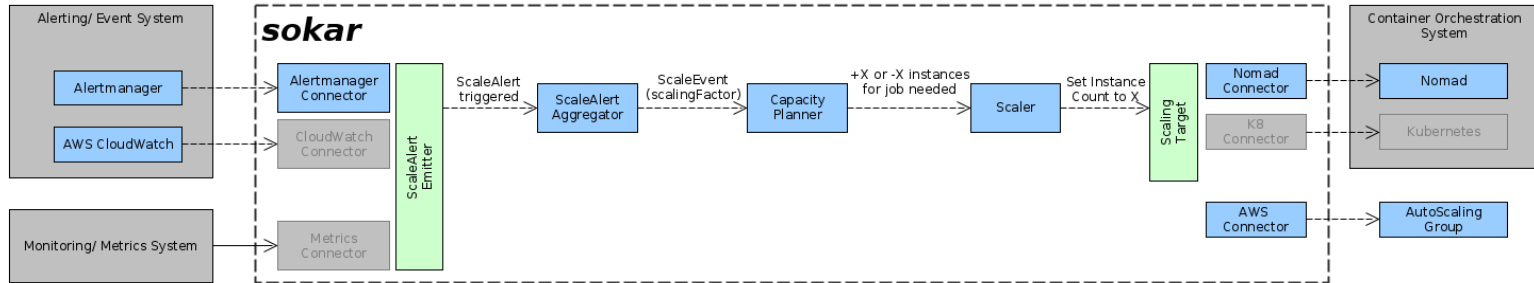 Alerting/ Event System
Alertmanager
AWS CloudWatch
Monitoring/ Metrics System
sokar
Alertmanager
Connector
CloudWatch
Connector
Metrics
Connector
ScaleAlert
Emitter
ScaleAlert
triggered
ScaleAlert
Aggregator
ScaleEvent
(scalingFactor)
Capacity
Planner
+X or -X instances
for job needed
Scaler
Set Instance
Count to X
Scaling
Target
Nomad
Connector
K8
Connector
AWS
Connector
Container Orchestration
System
Nomad
Kubernetes
AutoScaling
Group